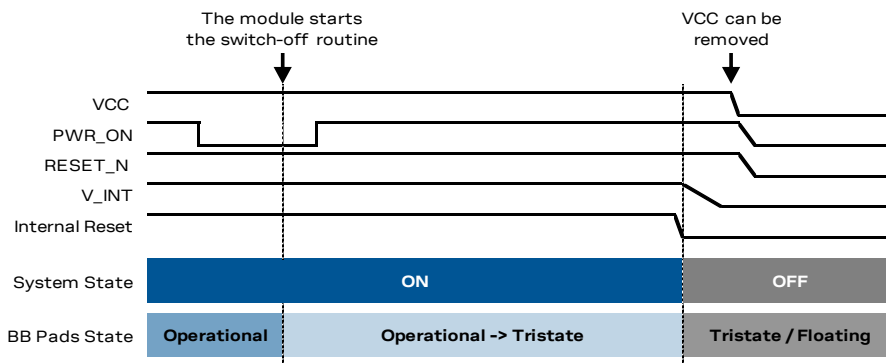 The module starts
the switch-off routine
VCC can be
removed
VCC
PWR_ON
RESET_N
V_INT
Internal Reset
System State
ON
OFF
BB Pads State
Operational
Operational -> Tristate
Tristate / Floating